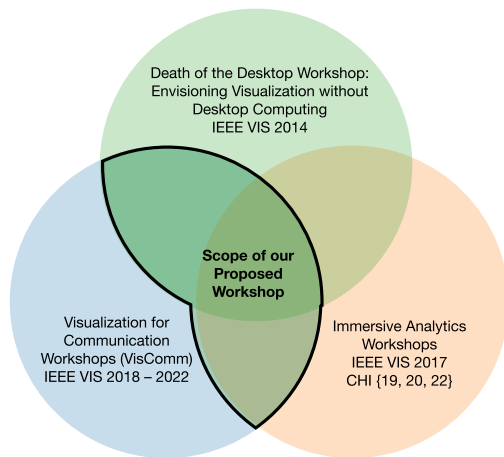 Death of the Desktop Workshop:
Envisioning Visualization without
Desktop Computing
IEEE VIS 2014
Scope of our
Proposed
Workshop
Visualization for
Communication
Workshops (VisComm)
IEEE VIS 2018 – 2022
Immersive Analytics
Workshops
IEEE VIS 2017
CHI {19, 20, 22}